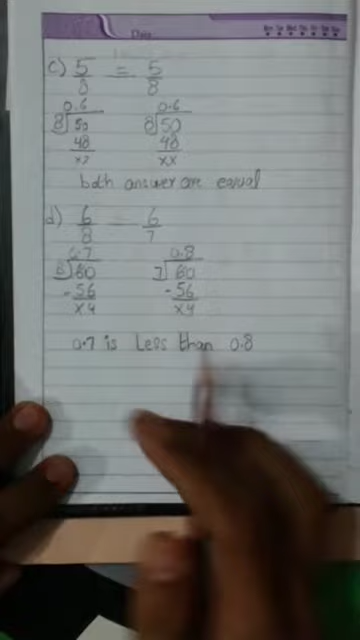 Date
c) 5/8 = 5/8
0.6 0.6
8)50 8)50
48 48
xx
both answer are equal
d) 6/8 6/7
0.7 0.8
8)60 7)60
-56 -56
x4 x4
0.7 is Less than 0.8